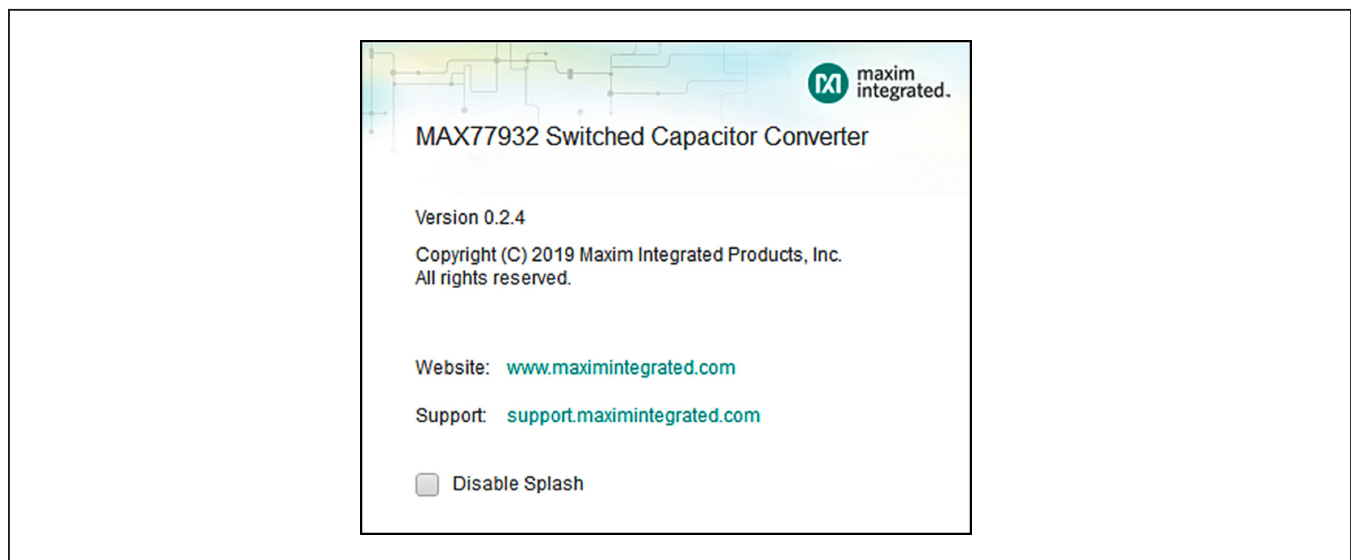 maxim
integrated™
MAX77932 Switched Capacitor Converter
Version 0.2.4
Copyright (C) 2019 Maxim Integrated Products, Inc.
All rights reserved.
Website: www.maximintegrated.com
Support: support.maximintegrated.com
Disable Splash